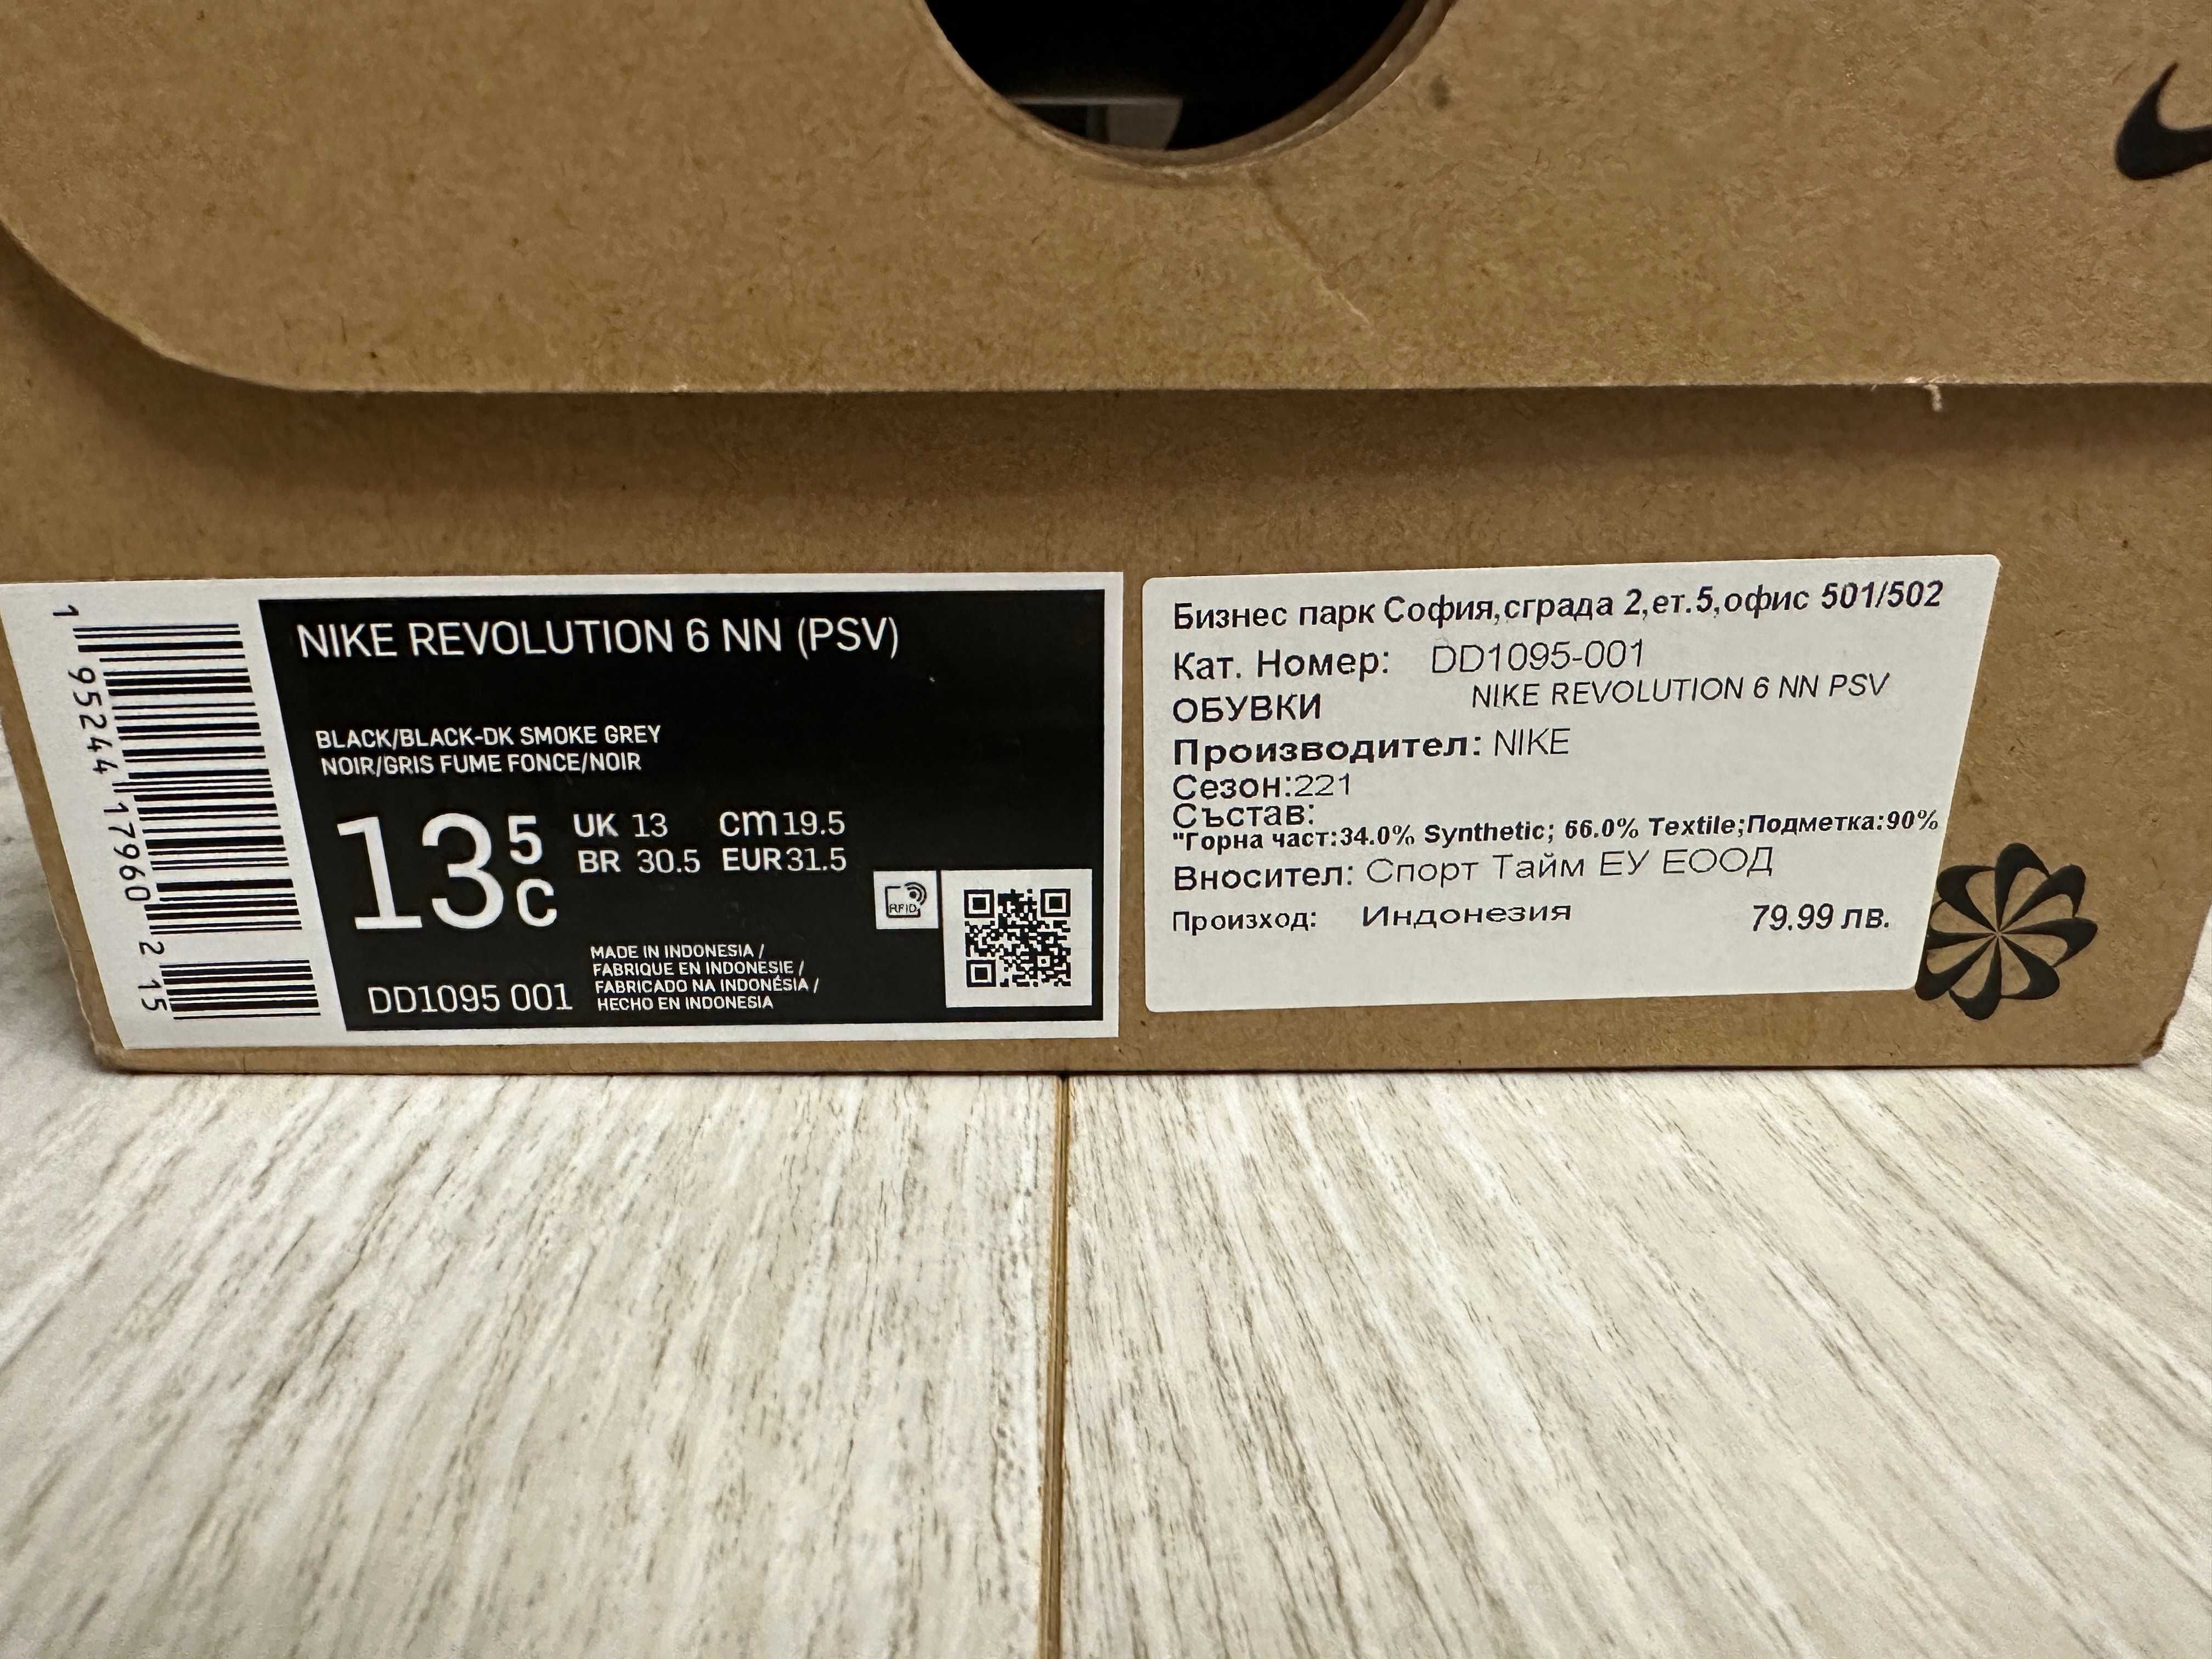 NIKE REVOLUTION 6 NN (PSV)
BLACK/BLACK-DK SMOKE GREY
NOIR/GRIS FUME FONCE/NOIR
13 5 C
UK 13 cm 19.5
BR 30.5 EUR 31.5
RFID
MADE IN INDONESIA /
FABRIQUE EN INDONESIE /
FABRICADO NA INDONÉSIA /
HECHO EN INDONESIA
DD1095 001
1 95244 17960 2 15
Бизнес парк София,сграда 2,ет.5,офис 501/502
Кат. Номер: DD1095-001
ОБУВКИ NIKE REVOLUTION 6 NN PSV
Производител: NIKE
Сезон:221
Състав:
"Горна част:34.0% Synthetic; 66.0% Textile;Подметка:90%
Вносител: Спорт Тайм ЕУ ЕООД
Произход: Индонезия 79.99 лв.